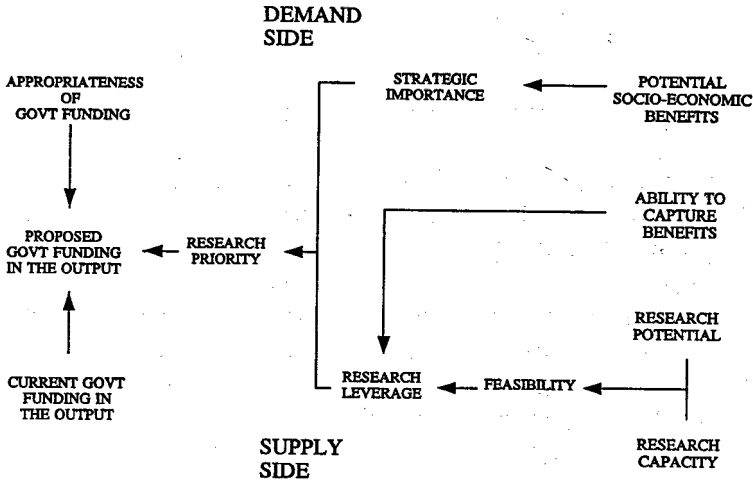 DEMAND
SIDE
APPROPRIATENESS
OF
GOVT FUNDING
STRATEGIC
IMPORTANCE
POTENTIAL
SOCIO-ECONOMIC
BENEFITS
ABILITY TO
CAPTURE
BENEFITS
PROPOSED
GOVT FUNDING
IN THE OUTPUT
RESEARCH
PRIORITY
RESEARCH
POTENTIAL
CURRENT GOVT
FUNDING IN
THE OUTPUT
RESEARCH
LEVERAGE
FEASIBILITY
RESEARCH
CAPACITY
SUPPLY
SIDE